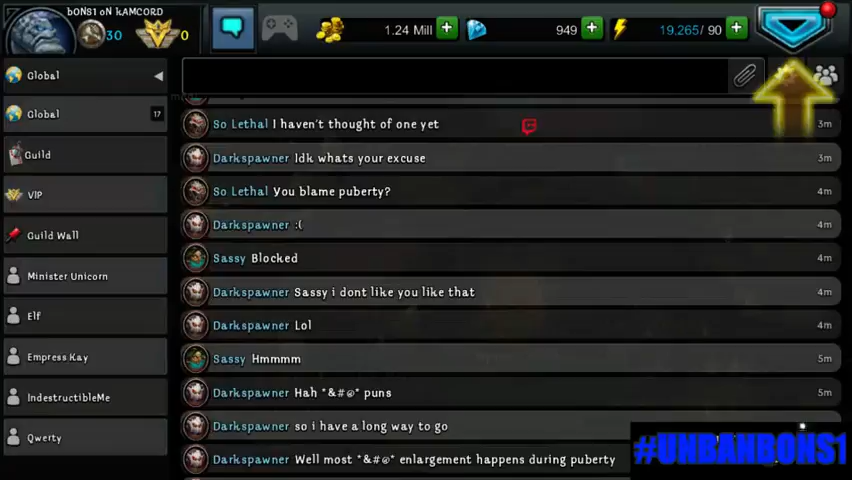 bONS1 oN kAMCORD
30
0
1.24 Mill
949
19,265/ 90
Global
Global
17
Guild
VIP
Guild Wall
Minister Unicorn
Elf
Empress Kay
IndestructibleMe
Qwerty
So Lethal I haven't thought of one yet
3m
Darkspawner Idk whats your excuse
3m
So Lethal You blame puberty?
4m
Darkspawner :(
4m
Sassy Blocked
4m
Darkspawner Sassy i dont like you like that
4m
Darkspawner Lol
4m
Sassy Hmmmm
5m
Darkspawner Hah *&#@* puns
5m
Darkspawner so i have a long way to go
Darkspawner Well most *&#@* enlargement happens during puberty
#UNBANBONS1